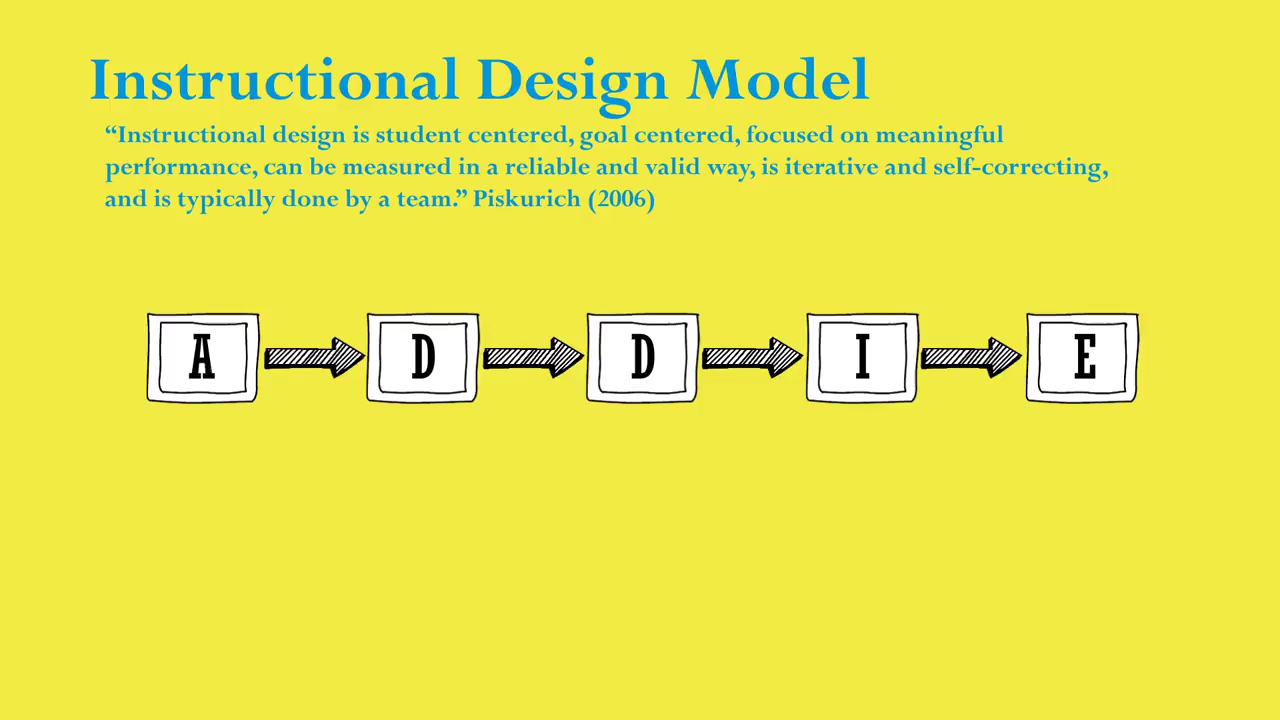 Instructional Design Model
“Instructional design is student centered, goal centered, focused on meaningful
performance, can be measured in a reliable and valid way, is iterative and self-correcting,
and is typically done by a team.” Piskurich (2006)
A D D I E